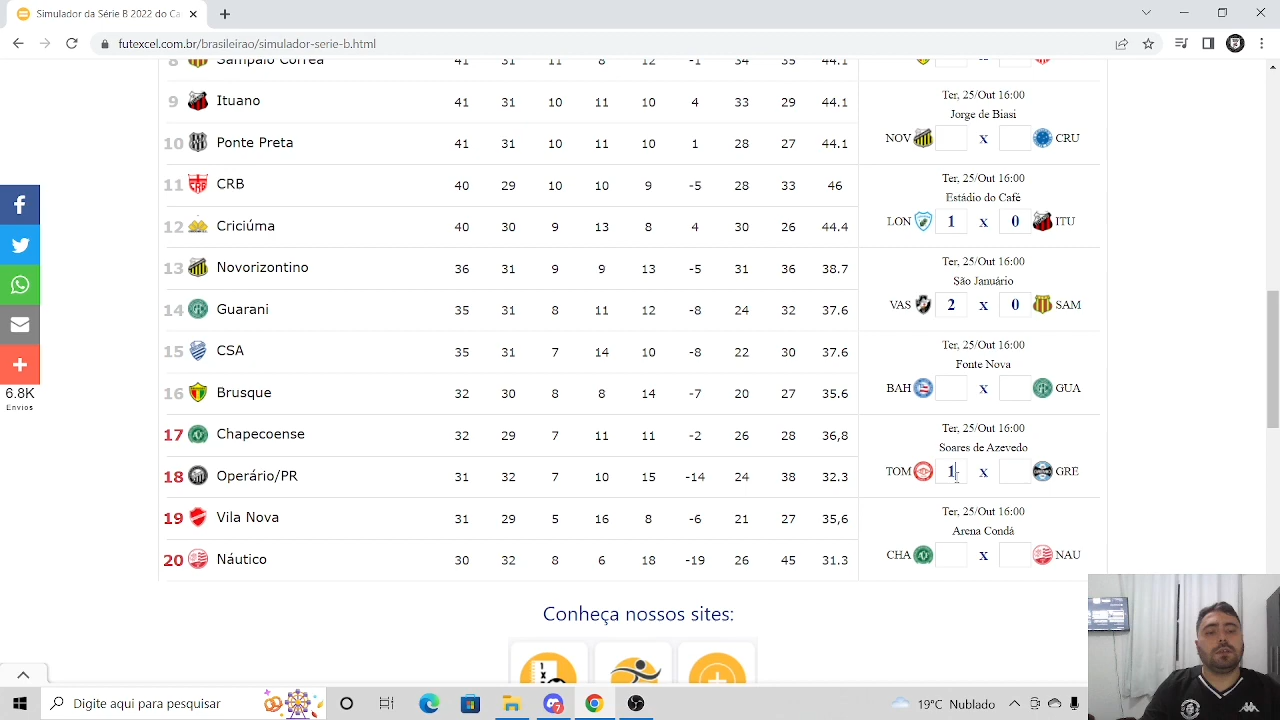 Simulador da Série B 2022 do Ca
futexcel.com.br/brasileirao/simulador-serie-b.html
8 Sampaio Corrêa 41 31 11 8 12 -1 34 35 44.1
9 Ituano 41 31 10 11 10 4 33 29 44.1
10 Ponte Preta 41 31 10 11 10 1 28 27 44.1
11 CRB 40 29 10 10 9 -5 28 33 46
12 Criciúma 40 30 9 13 8 4 30 26 44.4
13 Novorizontino 36 31 9 9 13 -5 31 36 38.7
14 Guarani 35 31 8 11 12 -8 24 32 37.6
15 CSA 35 31 7 14 10 -8 22 30 37.6
16 Brusque 32 30 8 8 14 -7 20 27 35.6
17 Chapecoense 32 29 7 11 11 -2 26 28 36,8
18 Operário/PR 31 32 7 10 15 -14 24 38 32.3
19 Vila Nova 31 29 5 16 8 -6 21 27 35,6
20 Náutico 30 32 8 6 18 -19 26 45 31.3
Ter, 25/Out 16:00
Jorge de Biasi
NOV x CRU
Ter, 25/Out 16:00
Estádio do Café
LON 1 x 0 ITU
Ter, 25/Out 16:00
São Januário
VAS 2 x 0 SAM
Ter, 25/Out 16:00
Fonte Nova
BAH x GUA
Ter, 25/Out 16:00
Soares de Azevedo
TOM 1 x GRE
Ter, 25/Out 16:00
Arena Condá
CHA x NAU
6.8K
Envios
Conheça nossos sites:
Digite aqui para pesquisar
19°C Nublado